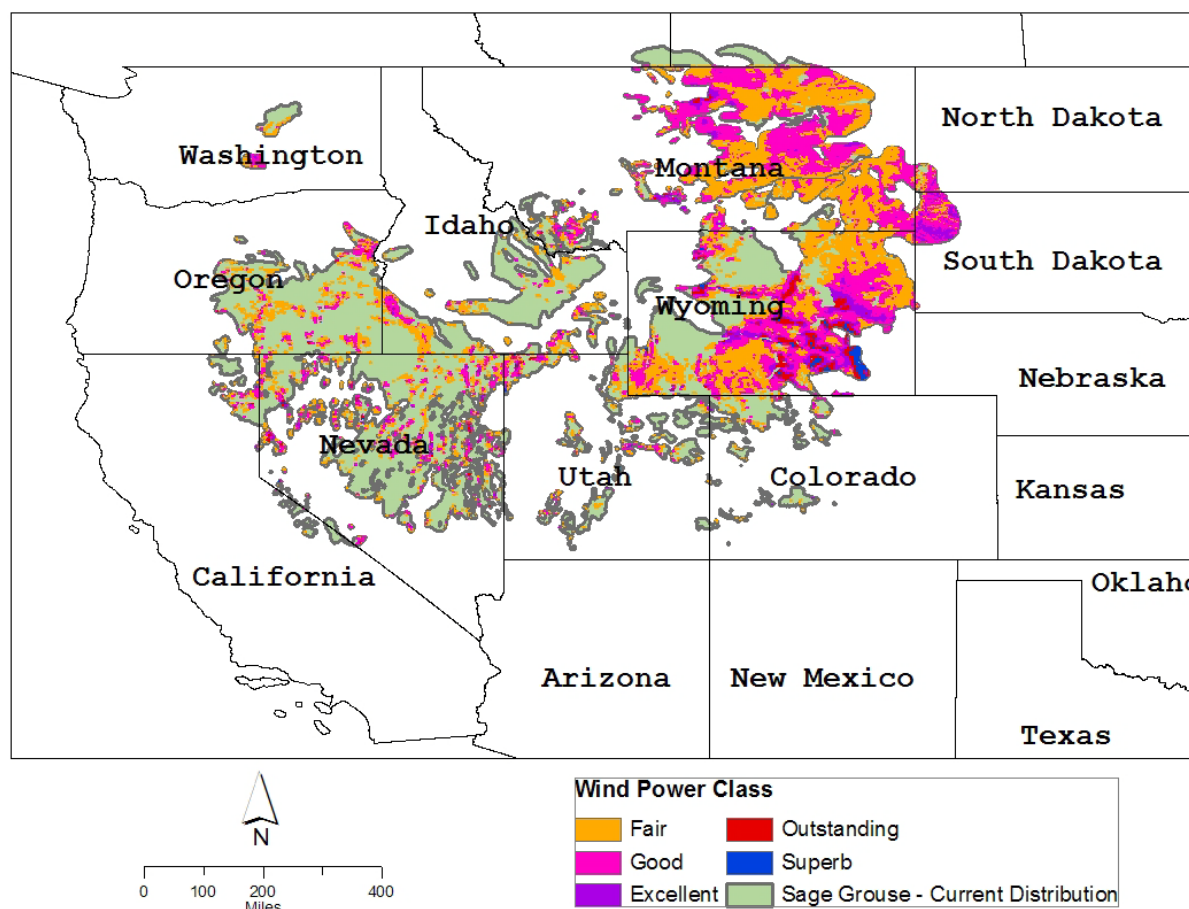 North Dakota
Washington
Montana
Idaho
Oregon
South Dakota
Wyoming
Nebraska
Nevada
Utah
Colorado
Kansas
California
Oklaho
Arizona
New Mexico
Texas
N
0 100 200 400
Miles
Wind Power Class
Fair
Outstanding
Good
Superb
Excellent
Sage Grouse - Current Distribution